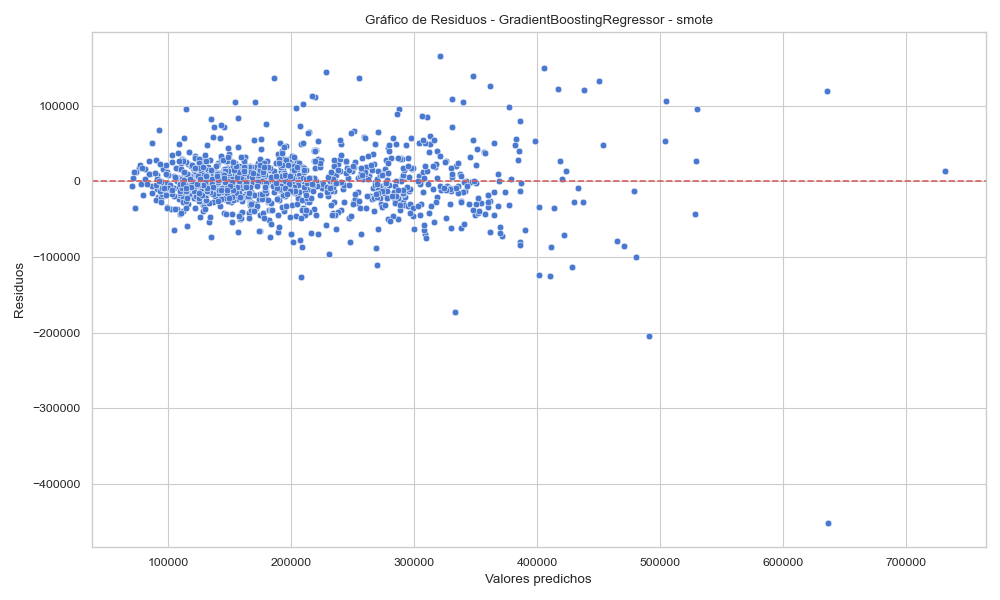 Gráfico de Residuos - GradientBoostingRegressor - smote
Residuos
100000
0
−100000
−200000
−300000
−400000
100000 200000 300000 400000 500000 600000 700000
Valores predichos